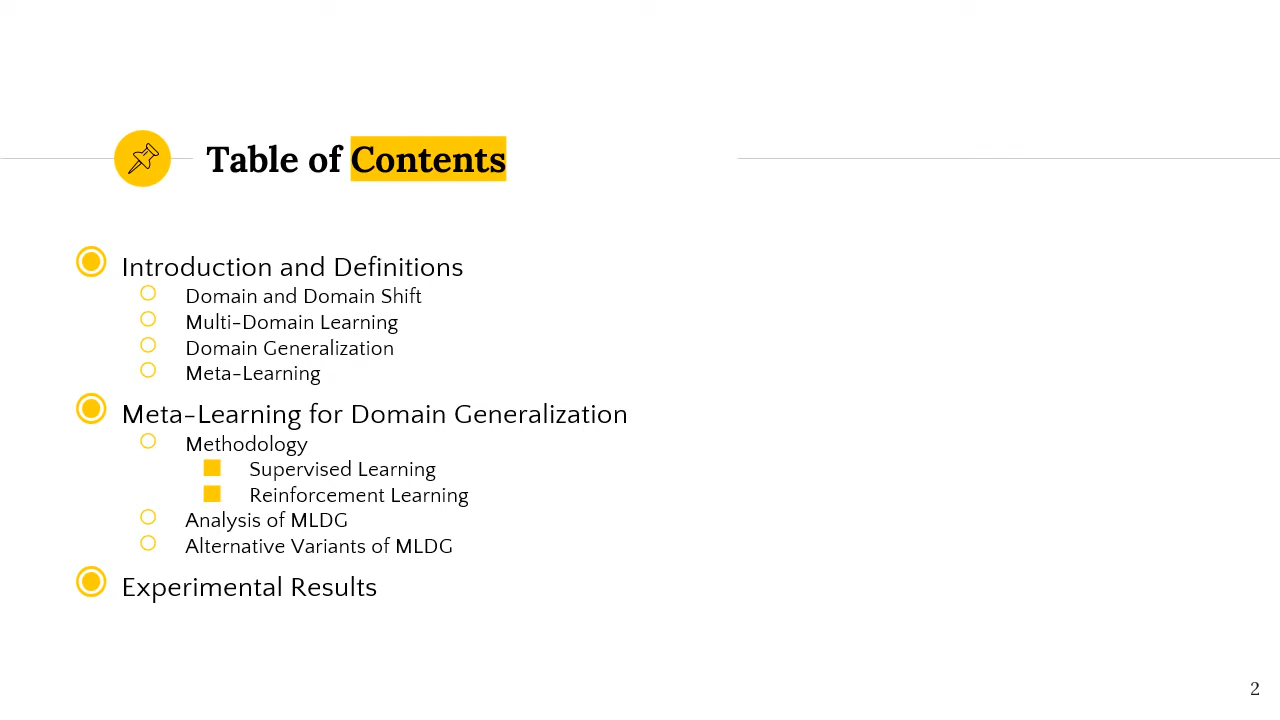 Table of Contents
Introduction and Definitions
Domain and Domain Shift
Multi-Domain Learning
Domain Generalization
Meta-Learning
Meta-Learning for Domain Generalization
Methodology
Supervised Learning
Reinforcement Learning
Analysis of MLDG
Alternative Variants of MLDG
Experimental Results
2